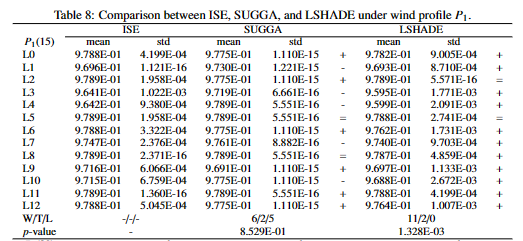 Table 8: Comparison between ISE, SUGGA, and LSHADE under wind profile P1.
ISE SUGGA LSHADE
P1(15) mean std mean std mean std
L0 9.788E-01 4.199E-04 9.775E-01 1.110E-15 + 9.782E-01 9.005E-04 +
L1 9.696E-01 1.121E-16 9.730E-01 1.221E-15 - 9.693E-01 8.710E-04 +
L2 9.789E-01 1.958E-04 9.775E-01 1.110E-15 + 9.789E-01 5.571E-16 =
L3 9.641E-01 1.022E-03 9.719E-01 6.661E-16 - 9.595E-01 1.771E-03 +
L4 9.642E-01 9.380E-04 9.789E-01 5.551E-16 - 9.599E-01 2.091E-03 +
L5 9.789E-01 1.958E-04 9.789E-01 5.551E-16 = 9.788E-01 2.741E-04 =
L6 9.788E-01 3.322E-04 9.775E-01 1.110E-15 + 9.762E-01 1.731E-03 +
L7 9.747E-01 2.376E-04 9.761E-01 8.882E-16 - 9.740E-01 9.703E-04 +
L8 9.789E-01 2.371E-16 9.789E-01 5.551E-16 = 9.787E-01 4.859E-04 +
L9 9.716E-01 6.066E-04 9.691E-01 1.110E-15 + 9.697E-01 1.133E-03 +
L10 9.715E-01 6.759E-04 9.775E-01 1.110E-15 - 9.688E-01 2.672E-03 +
L11 9.789E-01 1.360E-16 9.789E-01 5.551E-16 + 9.788E-01 4.199E-04 +
L12 9.788E-01 5.045E-04 9.775E-01 1.110E-15 + 9.764E-01 1.007E-03 +
W/T/L -/-/- 6/2/5 11/2/0
p-value - 8.529E-01 1.328E-03